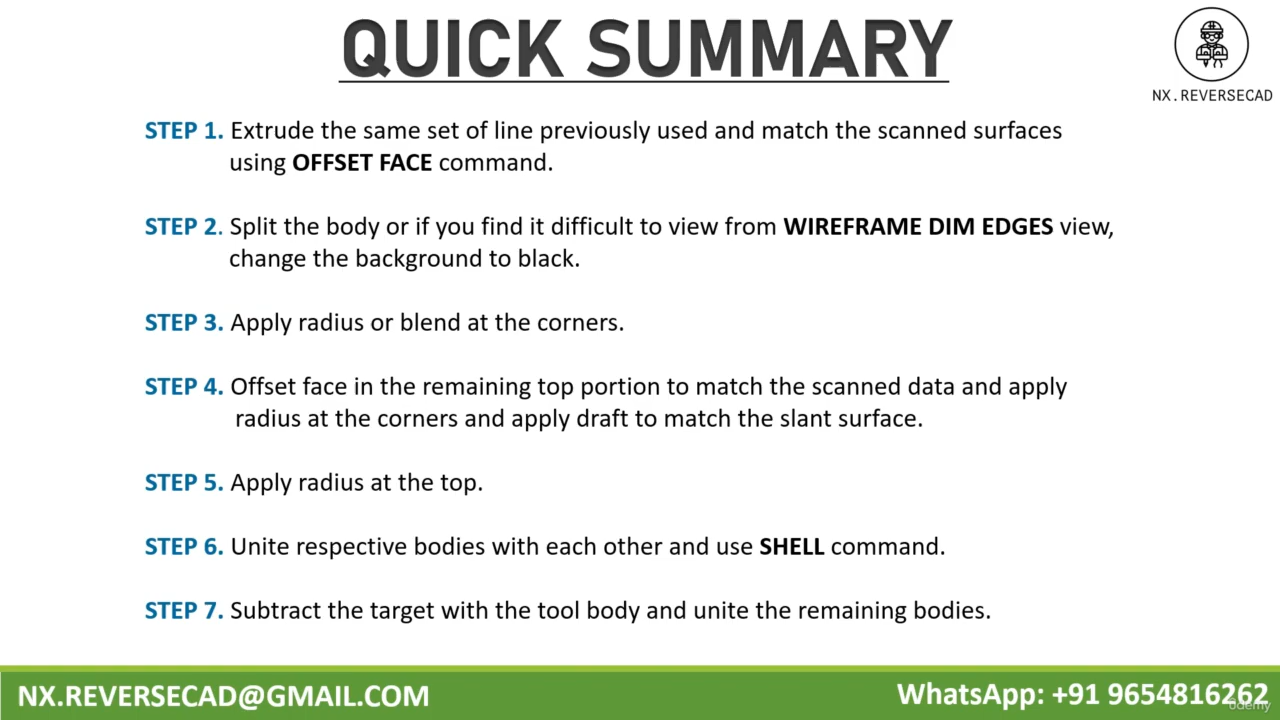 QUICK SUMMARY
NX.REVERSECAD
STEP 1. Extrude the same set of line previously used and match the scanned surfaces
using OFFSET FACE command.
STEP 2. Split the body or if you find it difficult to view from WIREFRAME DIM EDGES view,
change the background to black.
STEP 3. Apply radius or blend at the corners.
STEP 4. Offset face in the remaining top portion to match the scanned data and apply
radius at the corners and apply draft to match the slant surface.
STEP 5. Apply radius at the top.
STEP 6. Unite respective bodies with each other and use SHELL command.
STEP 7. Subtract the target with the tool body and unite the remaining bodies.
NX.REVERSECAD@GMAIL.COM
WhatsApp: +91 9654816262
udemy